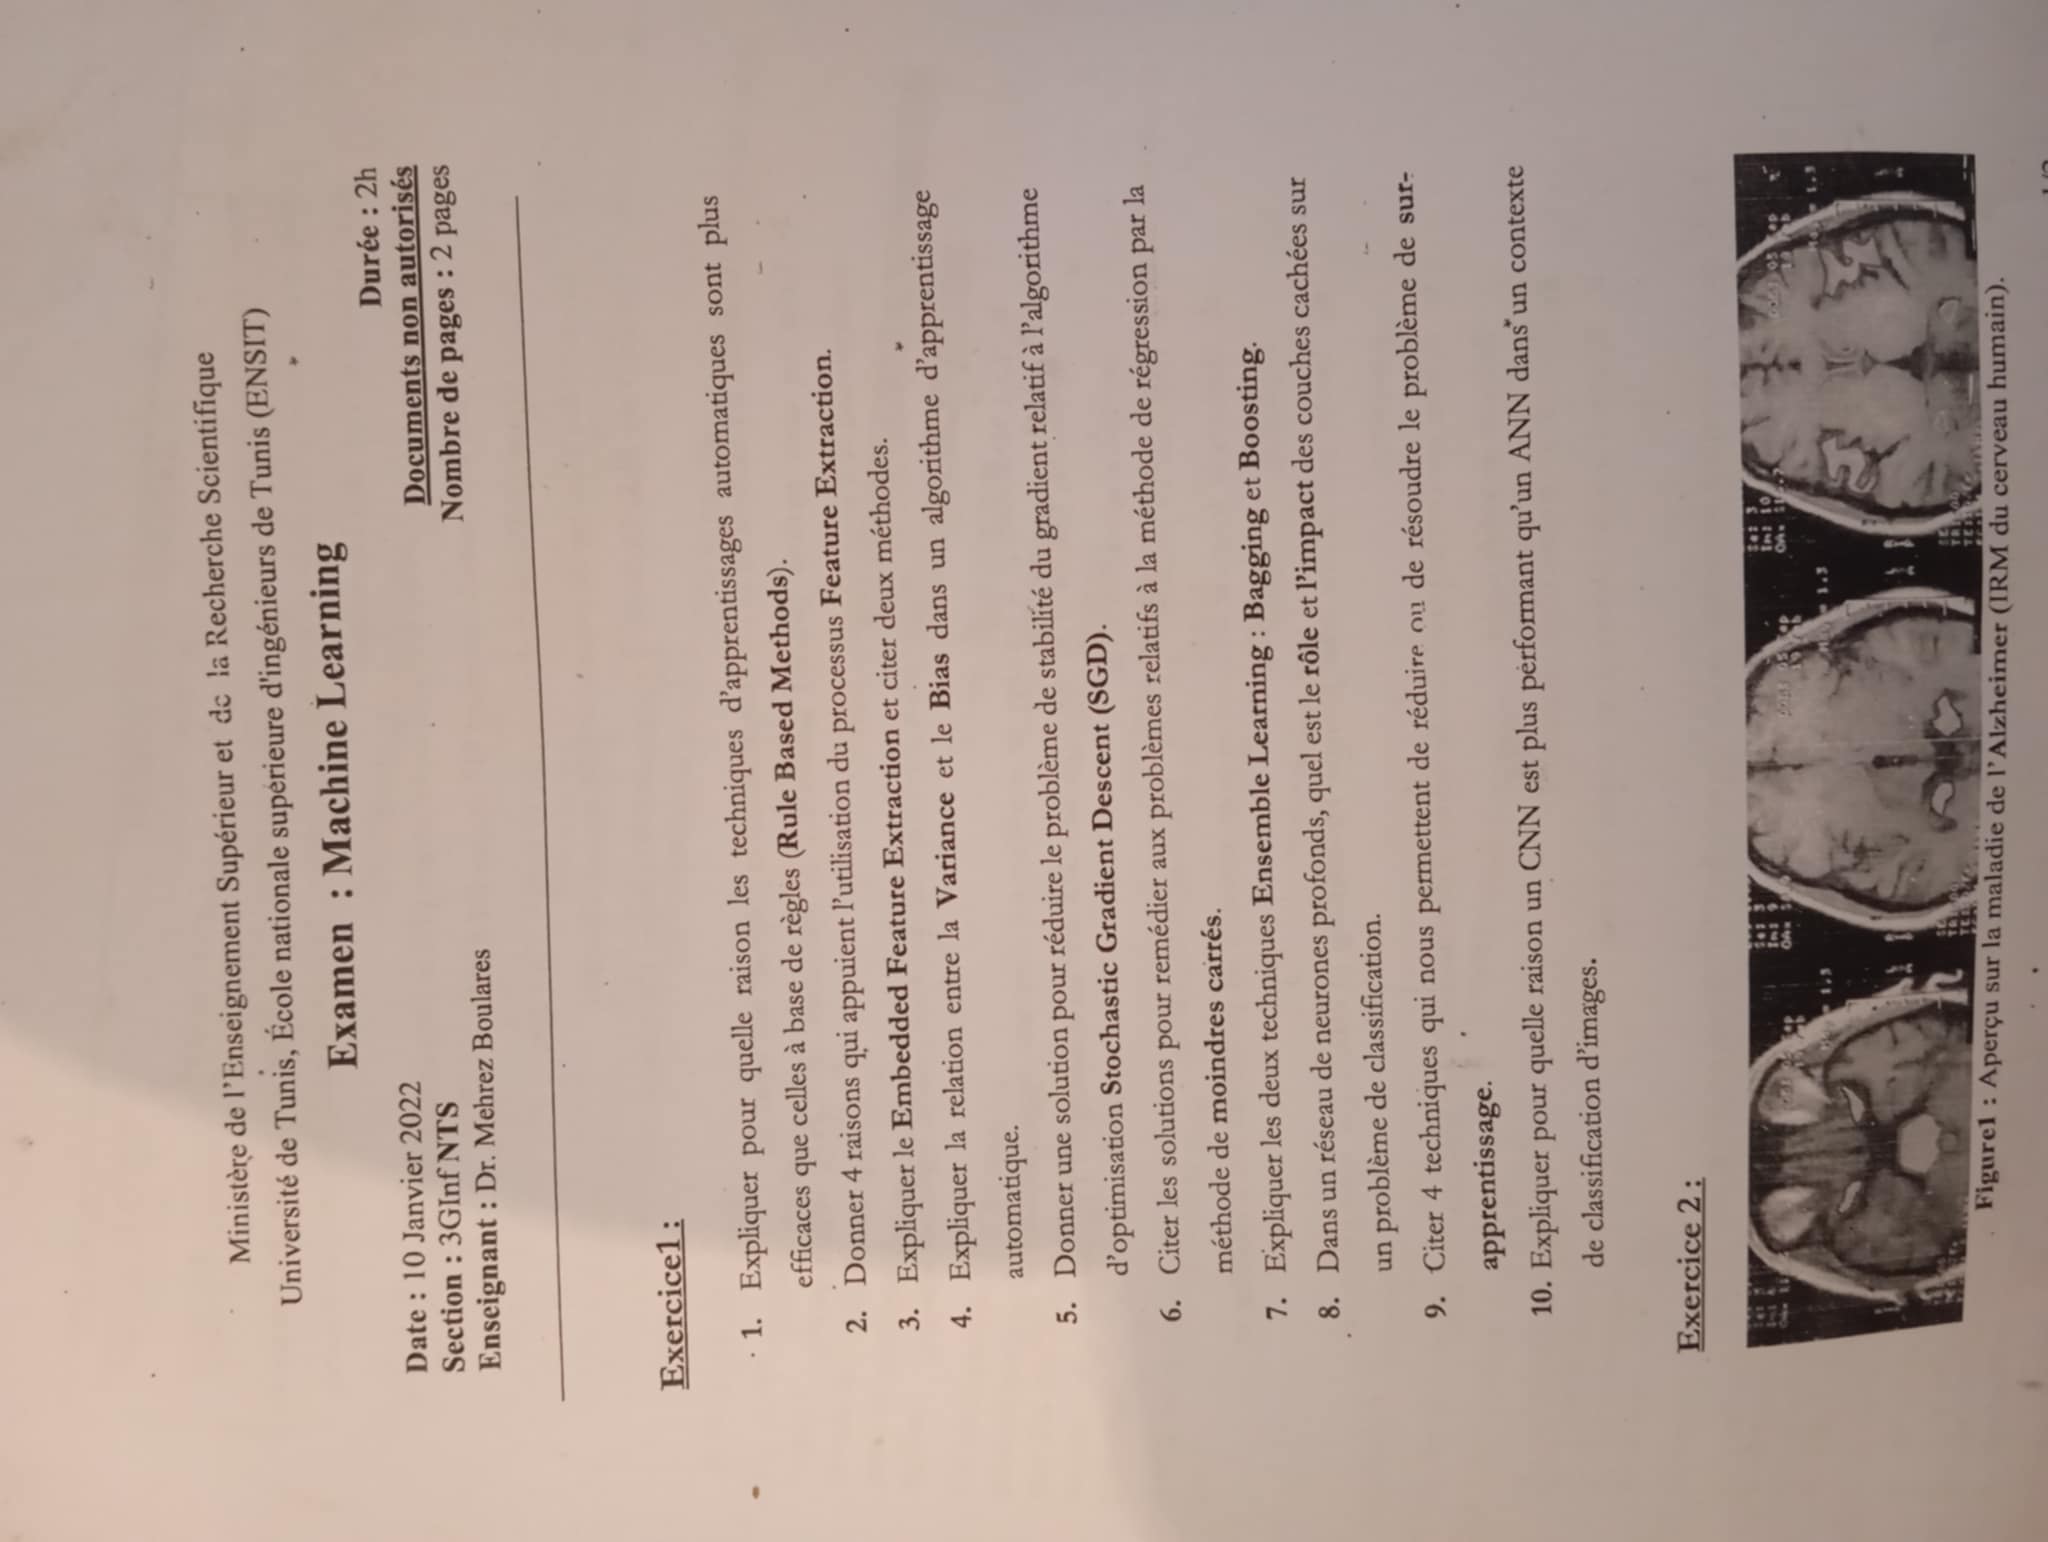 Ministère de l'Enseignement Supérieur et de la Recherche Scientifique
Université de Tunis, École nationale supérieure d'ingénieurs de Tunis (ENSIT)
Examen : Machine Learning
Durée : 2h
Date : 10 Janvier 2022
Documents non autorisés
Section : 3GInf NTS
Nombre de pages : 2 pages
Enseignant : Dr. Mehrez Boulares
Exercice1 :
1. Expliquer pour quelle raison les techniques d'apprentissages automatiques sont plus
efficaces que celles à base de règles (Rule Based Methods).
2. Donner 4 raisons qui appuient l'utilisation du processus Feature Extraction.
3. Expliquer le Embedded Feature Extraction et citer deux méthodes.
4. Expliquer la relation entre la Variance et le Bias dans un algorithme d'apprentissage
automatique.
5. Donner une solution pour réduire le problème de stabilité du gradient relatif à l'algorithme
d'optimisation Stochastic Gradient Descent (SGD).
6. Citer les solutions pour remédier aux problèmes relatifs à la méthode de régression par la
méthode de moindres carrés.
7. Expliquer les deux techniques Ensemble Learning : Bagging et Boosting.
8. Dans un réseau de neurones profonds, quel est le rôle et l'impact des couches cachées sur
un problème de classification.
9. Citer 4 techniques qui nous permettent de réduire ou de résoudre le problème de sur-
apprentissage.
10. Expliquer pour quelle raison un CNN est plus performant qu'un ANN dans un contexte
de classification d'images.
Exercice 2 :
Figure1 : Aperçu sur la maladie de l'Alzheimer (IRM du cerveau humain).